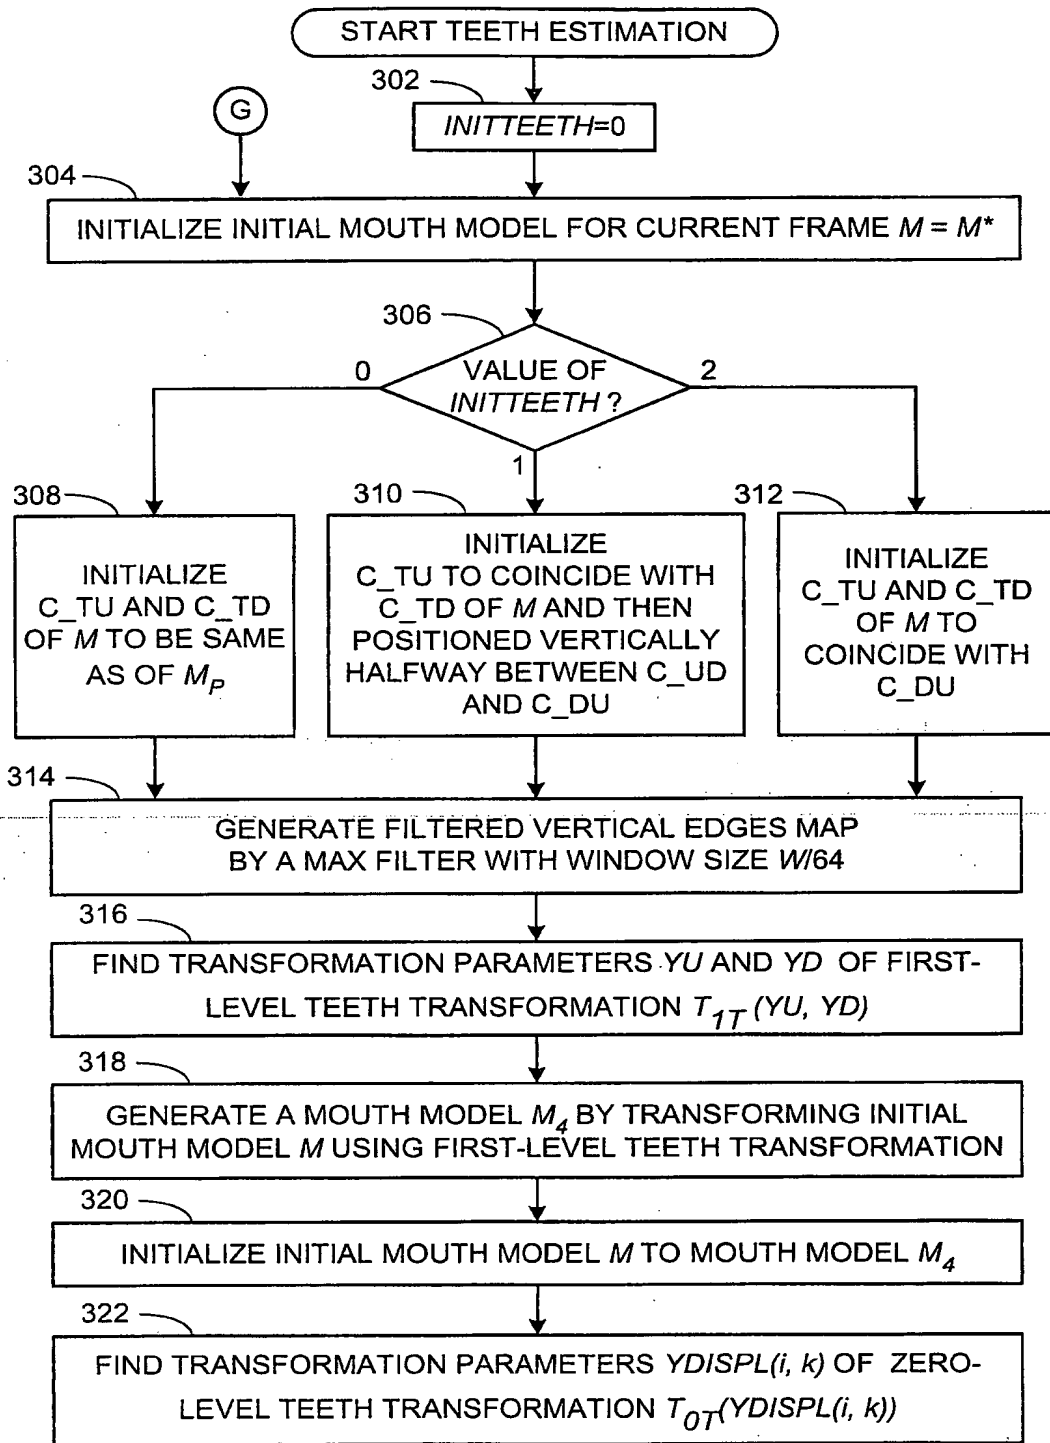 START TEETH ESTIMATION
302
G
INITTEETH=0
304
INITIALIZE INITIAL MOUTH MODEL FOR CURRENT FRAME M = M*
306
0
VALUE OF
INITTEETH ?
2
1
308
INITIALIZE
C_TU AND C_TD
OF M TO BE SAME
AS OF M_P
310
INITIALIZE
C_TU TO COINCIDE WITH
C_TD OF M AND THEN
POSITIONED VERTICALLY
HALFWAY BETWEEN C_UD
AND C_DU
312
INITIALIZE
C_TU AND C_TD
OF M TO
COINCIDE WITH
C_DU
314
GENERATE FILTERED VERTICAL EDGES MAP
BY A MAX FILTER WITH WINDOW SIZE W/64
316
FIND TRANSFORMATION PARAMETERS YU AND YD OF FIRST-
LEVEL TEETH TRANSFORMATION T_1T (YU, YD)
318
GENERATE A MOUTH MODEL M_4 BY TRANSFORMING INITIAL
MOUTH MODEL M USING FIRST-LEVEL TEETH TRANSFORMATION
320
INITIALIZE INITIAL MOUTH MODEL M TO MOUTH MODEL M_4
322
FIND TRANSFORMATION PARAMETERS YDISPL(i, k) OF ZERO-
LEVEL TEETH TRANSFORMATION T_0T(YDISPL(i, k))